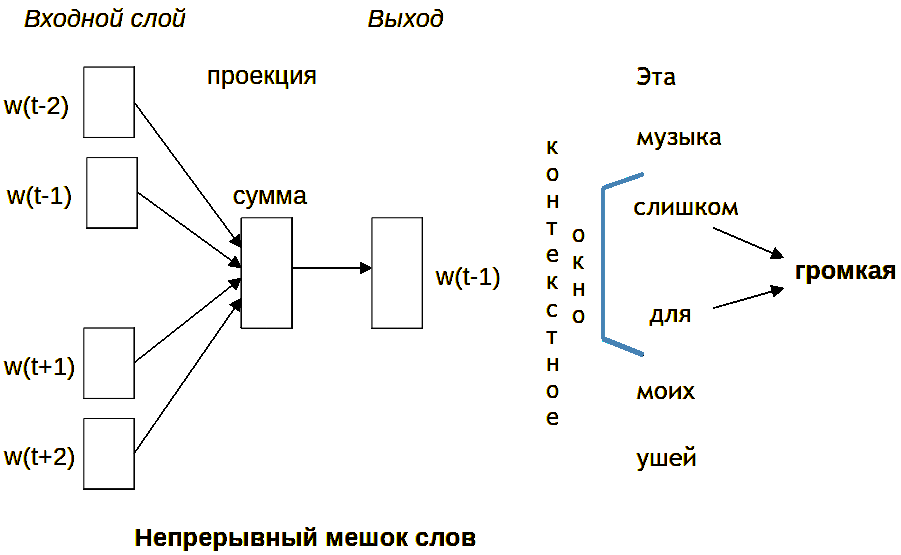 Входной слой
Выход
проекция
w(t-2)
w(t-1)
сумма
w(t-1)
w(t+1)
w(t+2)
контекстное
окно
Эта
музыка
слишком
громкая
для
моих
ушей
Непрерывный мешок слов